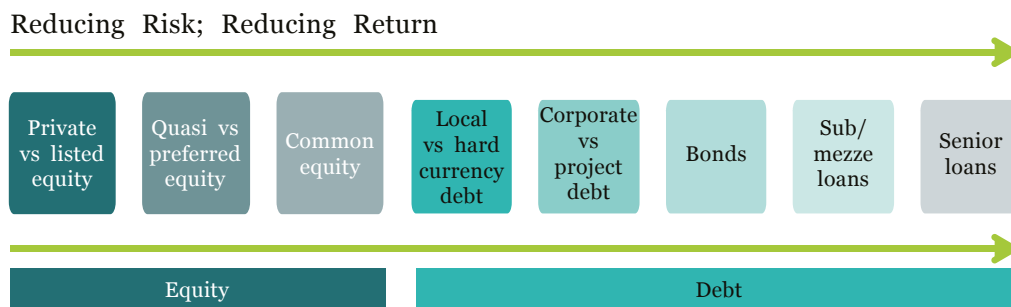 Reducing Risk; Reducing Return
Private
vs listed
equity
Quasi vs
preferred
equity
Common
equity
Local
vs hard
currency
debt
Corporate
vs
project
debt
Bonds
Sub/
mezze
loans
Senior
loans
Equity
Debt